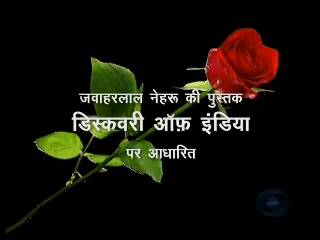 जवाहरलाल नेहरू की पुस्तक
डिस्कवरी ऑफ़ इंडिया
पर आधारित